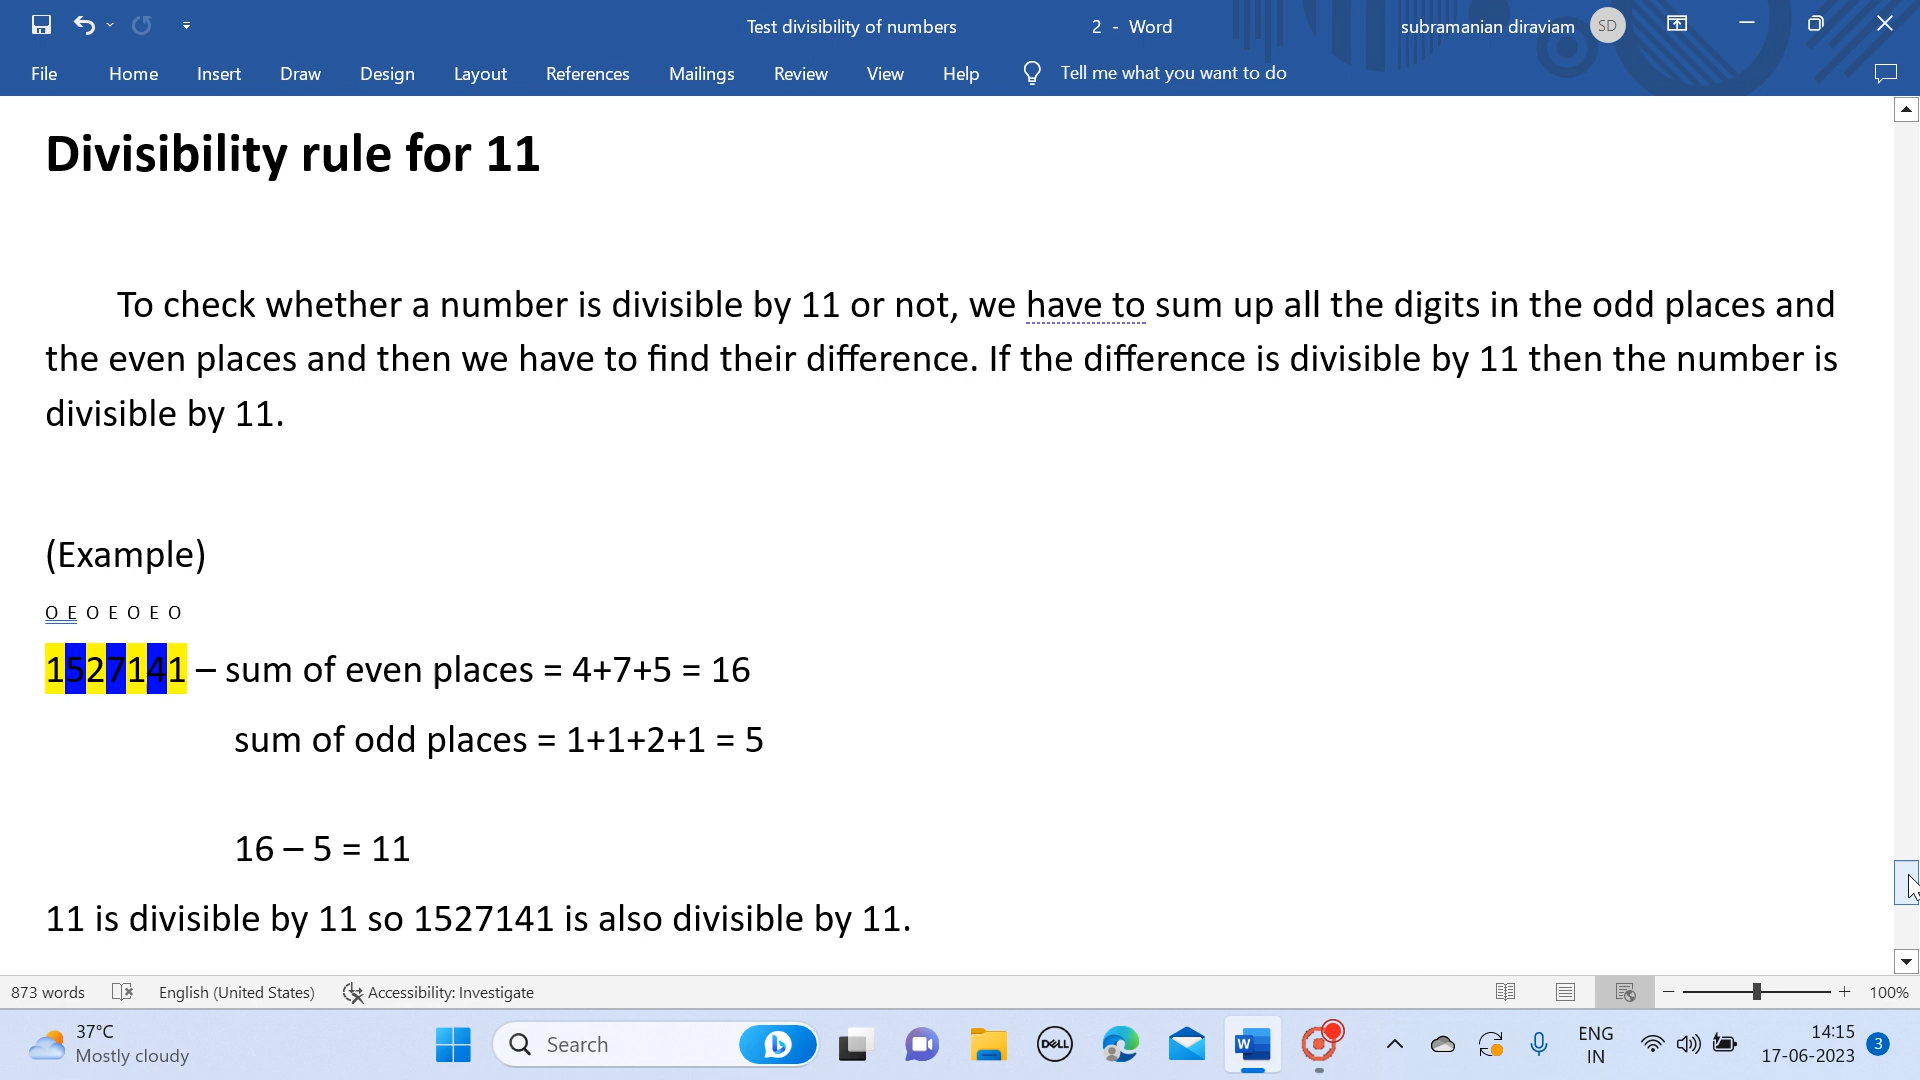 Test divisibility of numbers 2 - Word subramanian diraviam SD
File Home Insert Draw Design Layout References Mailings Review View Help Tell me what you want to do
Divisibility rule for 11
To check whether a number is divisible by 11 or not, we have to sum up all the digits in the odd places and
the even places and then we have to find their difference. If the difference is divisible by 11 then the number is
divisible by 11.
(Example)
O E O E O E O
1527141 – sum of even places = 4+7+5 = 16
sum of odd places = 1+1+2+1 = 5
16 – 5 = 11
11 is divisible by 11 so 1527141 is also divisible by 11.
873 words English (United States) Accessibility: Investigate 100%
37°C
Mostly cloudy
Search
DELL
W
ENG
IN
14:15
17-06-2023
3